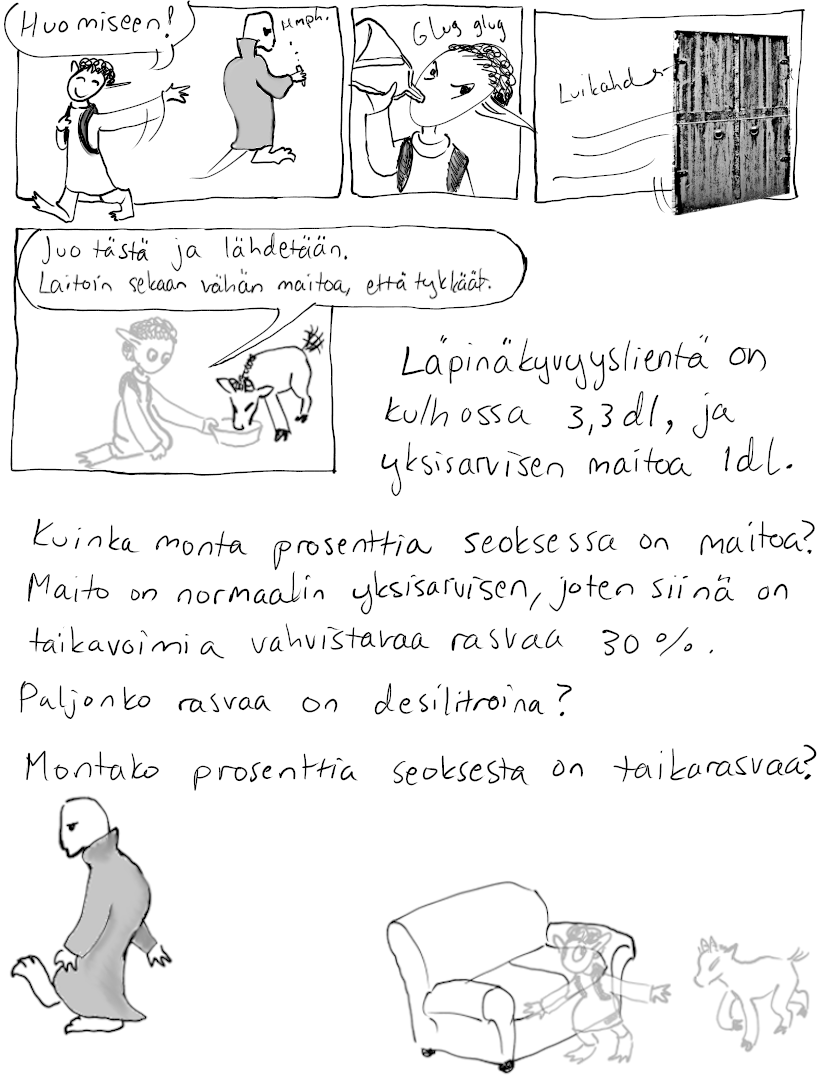 Huomiseen!
Hmph.
Glug glug
Luikahdus
Juo tästä ja lähdetään.
Laitoin sekaan vähän maitoa, että tykkäät.
Läpinäkyvyyslientä on
kulhossa 3,3 dl, ja
yksisarvisen maitoa 1 dl.
Kuinka monta prosenttia seoksessa on maitoa?
Maito on normaalin yksisarvisen, joten siinä on
taikavoimia vahvistavaa rasvaa 30 %.
Paljonko rasvaa on desilitroina?
Montako prosenttia seoksesta on taikarasvaa?